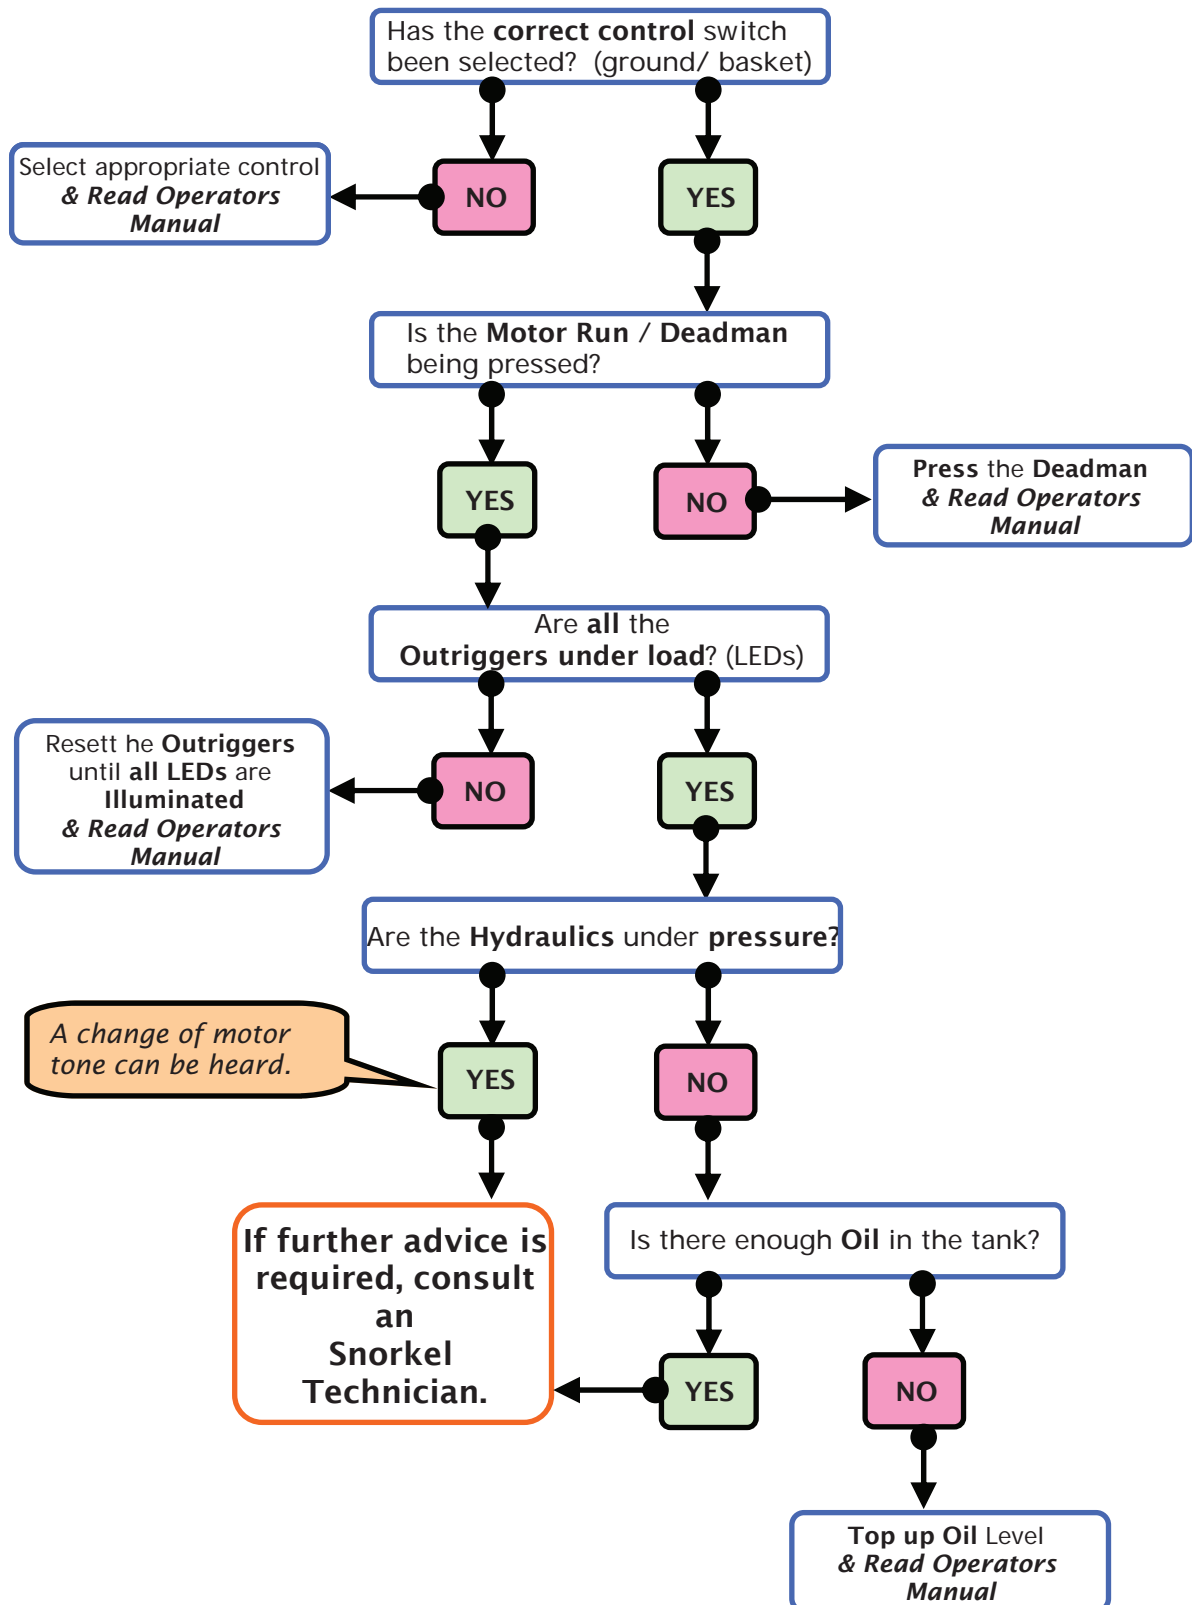 Has the correct control switch
been selected?  (ground/ basket)
Select appropriate control
& Read Operators
Manual
NO
YES
Is the Motor Run / Deadman
being pressed?
YES
NO
Press the Deadman
& Read Operators
Manual
Are all the
Outriggers under load? (LEDs)
Resett he Outriggers
until all LEDs are
Illuminated
& Read Operators
Manual
NO
YES
Are the Hydraulics under pressure?
A change of motor
tone can be heard.
YES
NO
If further advice is
required, consult
an
Snorkel
Technician.
Is there enough Oil in the tank?
YES
NO
Top up Oil Level
& Read Operators
Manual